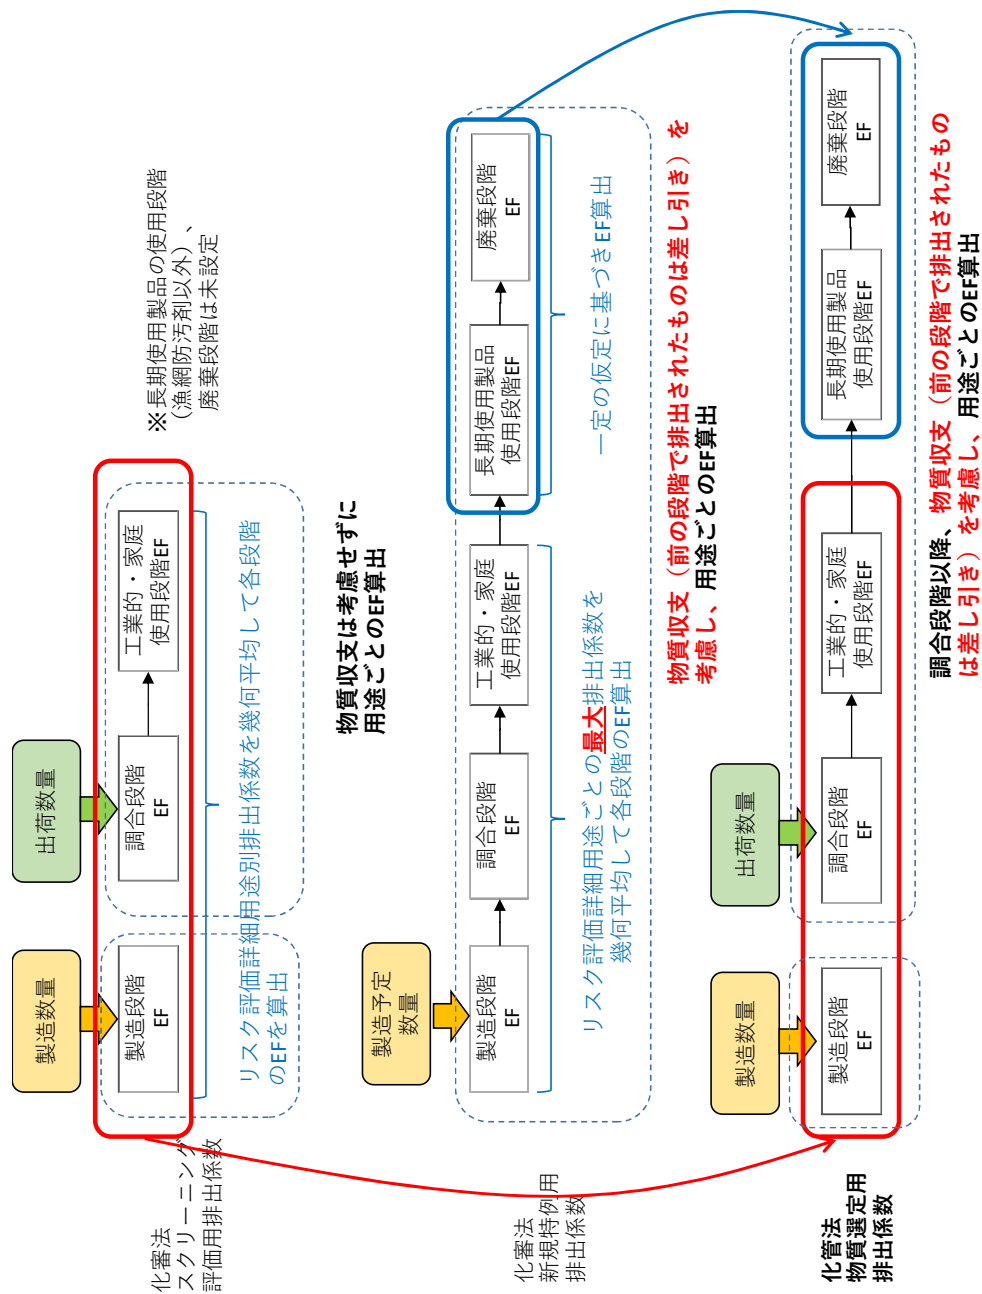 化審法
スクリーニング
評価用排出係数
製造数量
製造段階
EF
出荷数量
調合段階
EF
工業的・家庭
使用段階EF
リスク評価詳細用途別排出係数を幾何平均して各段階
のEFを算出
※長期使用製品の使用段階
（漁網防汚剤以外）、
廃棄段階は未設定
物質収支は考慮せずに
用途ごとのEF算出
化審法
新規特例用
排出係数
製造予定
数量
製造段階
EF
調合段階
EF
工業的・家庭
使用段階EF
長期使用製品
使用段階EF
廃棄段階
EF
リスク評価詳細用途ごとの最大排出係数を
幾何平均して各段階のEF算出
一定の仮定に基づきEF算出
物質収支（前の段階で排出されたものは差し引き）を
考慮し、用途ごとのEF算出
化管法
物質選定用
排出係数
製造数量
製造段階
EF
出荷数量
調合段階
EF
工業的・家庭
使用段階EF
長期使用製品
使用段階EF
廃棄段階
EF
調合段階以降、物質収支（前の段階で排出されたもの
は差し引き）を考慮し、用途ごとのEF算出